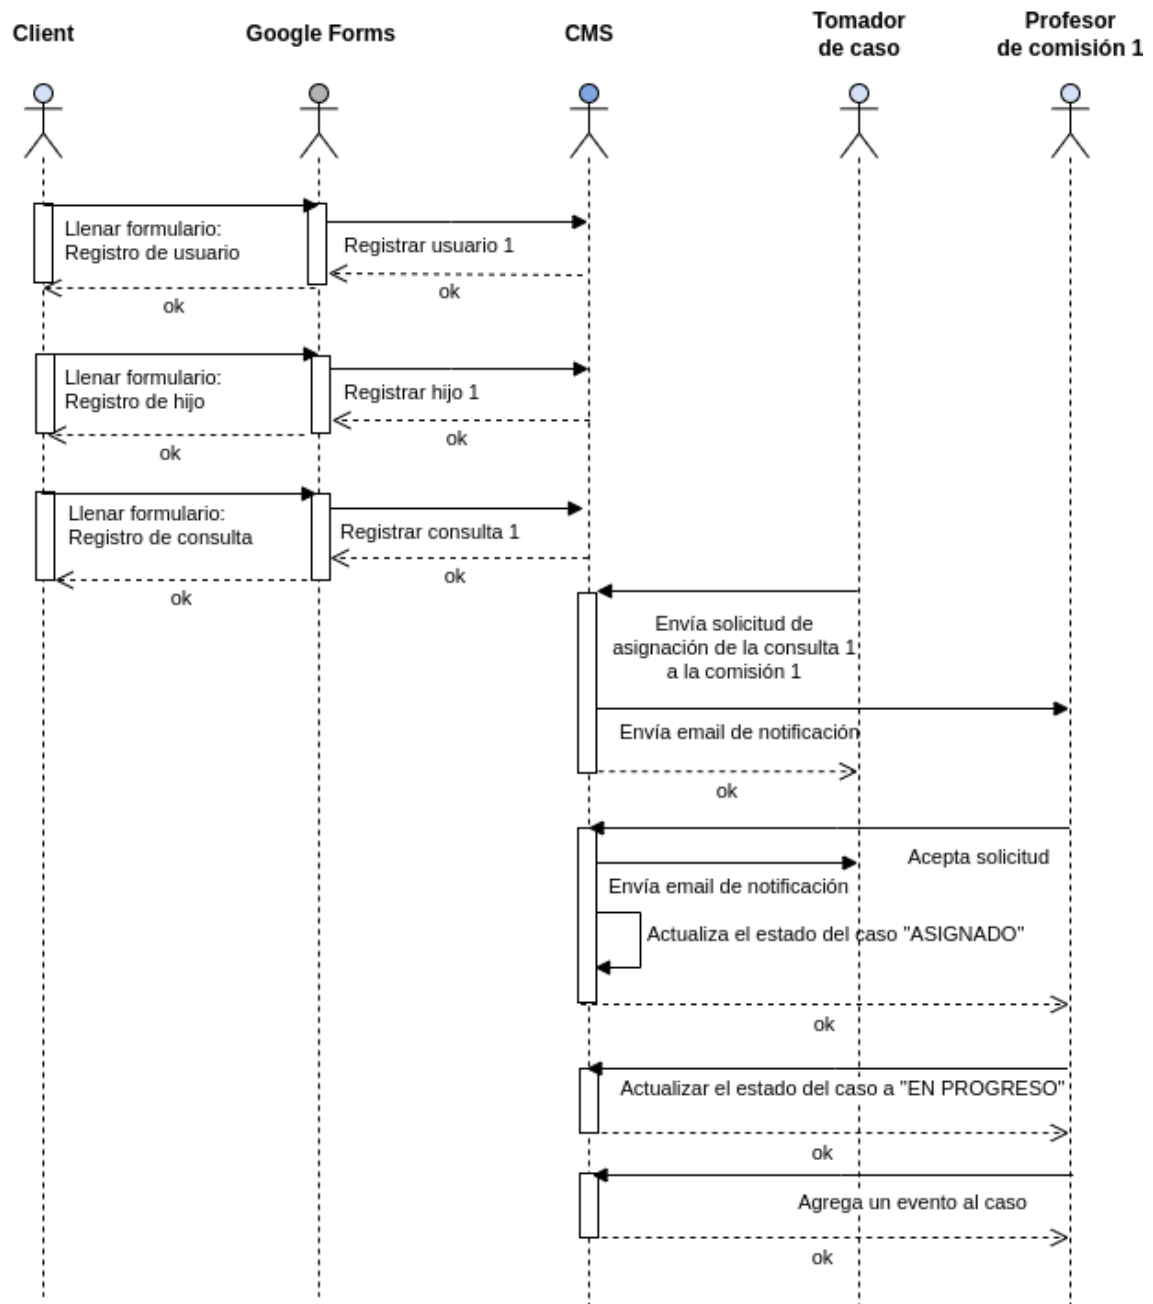 Client
Google Forms
CMS
Tomador
de caso
Profesor
de comisión 1
Llenar formulario:
Registro de usuario
Registrar usuario 1
ok
ok
Llenar formulario:
Registro de hijo
Registrar hijo 1
ok
ok
Llenar formulario:
Registro de consulta
Registrar consulta 1
ok
ok
Envía solicitud de
asignación de la consulta 1
a la comisión 1
Envía email de notificación
ok
Acepta solicitud
Envía email de notificación
Actualiza el estado del caso "ASIGNADO"
ok
Actualizar el estado del caso a "EN PROGRESO"
ok
Agrega un evento al caso
ok